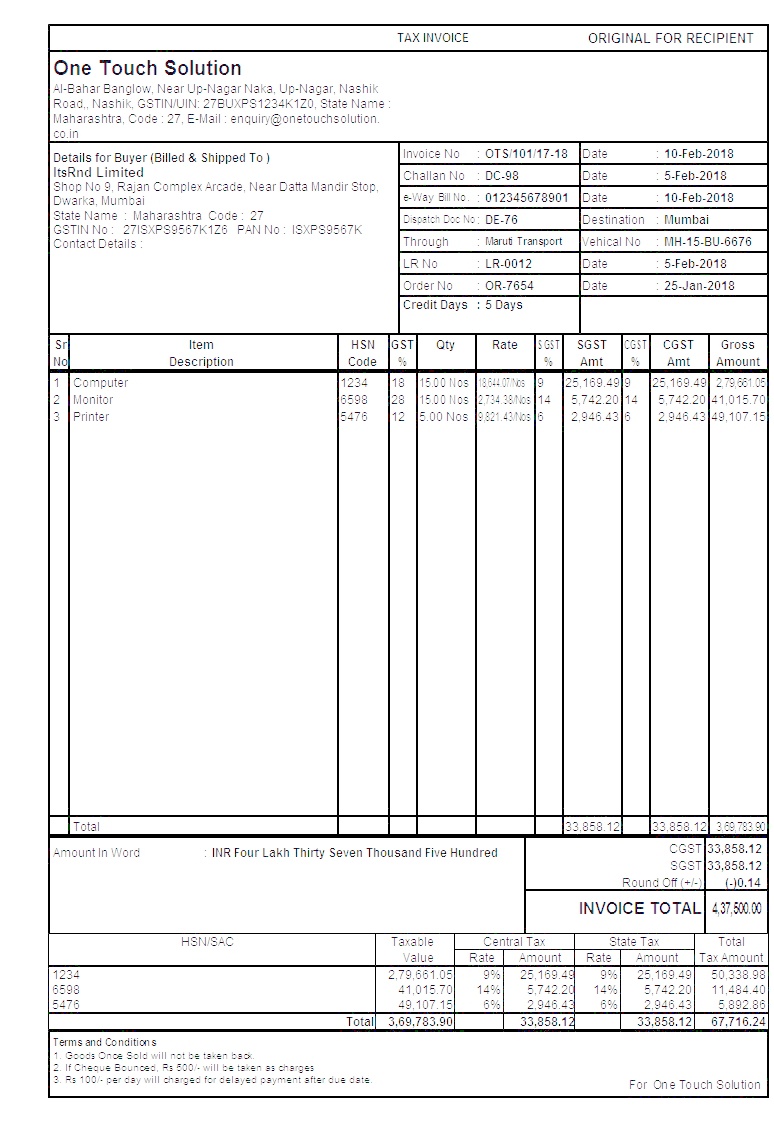 TAX INVOICE ORIGINAL FOR RECIPIENT
One Touch Solution
Al-Bahar Banglow, Near Up-Nagar Naka, Up-Nagar, Nashik
Road,, Nashik, GSTIN/UIN: 27BUXPS1234K1Z0, State Name :
Maharashtra, Code : 27, E-Mail : enquiry@onetouchsolution.
co.in
Details for Buyer (Billed & Shipped To )
ItsRnd Limited
Shop No 9, Rajan Complex Arcade, Near Datta Mandir Stop,
Dwarka, Mumbai
State Name : Maharashtra Code : 27
GSTIN No : 27ISXPS9567K1Z6 PAN No : ISXPS9567K
Contact Details :
Invoice No : OTS/101/17-18 Date : 10-Feb-2018
Challan No : DC-98 Date : 5-Feb-2018
e-Way Bill No. : 012345678901 Date : 10-Feb-2018
Dispatch Doc No : DE-76 Destination : Mumbai
Through : Maruti Transport Vehical No : MH-15-BU-6676
LR No : LR-0012 Date : 5-Feb-2018
Order No : OR-7654 Date : 25-Jan-2018
Credit Days : 5 Days
Sr Item HSN GST Qty Rate SGST SGST CGST CGST Gross
No Description Code % % Amt % Amt Amount
1 Computer 1234 18 15.00 Nos 18,644.07/Nos 9 25,169.49 9 25,169.49 2,79,661.05
2 Monitor 6598 28 15.00 Nos 2,734.38/Nos 14 5,742.20 14 5,742.20 41,015.70
3 Printer 5476 12 5.00 Nos 9,821.43/Nos 6 2,946.43 6 2,946.43 49,107.15
Total 33,858.12 33,858.12 3,69,783.90
Amount In Word : INR Four Lakh Thirty Seven Thousand Five Hundred
CGST 33,858.12
SGST 33,858.12
Round Off (+/-) (-)0.14
INVOICE TOTAL 4,37,500.00
HSN/SAC Taxable Central Tax State Tax Total
Value Rate Amount Rate Amount Tax Amount
1234 2,79,661.05 9% 25,169.49 9% 25,169.49 50,338.98
6598 41,015.70 14% 5,742.20 14% 5,742.20 11,484.40
5476 49,107.15 6% 2,946.43 6% 2,946.43 5,892.86
Total 3,69,783.90 33,858.12 33,858.12 67,716.24
Terms and Conditions
1. Goods Once Sold will not be taken back.
2. If Cheque Bounced, Rs 500/- will be taken as charges
3. Rs 100/- per day will charged for delayed payment after due date.
For One Touch Solution